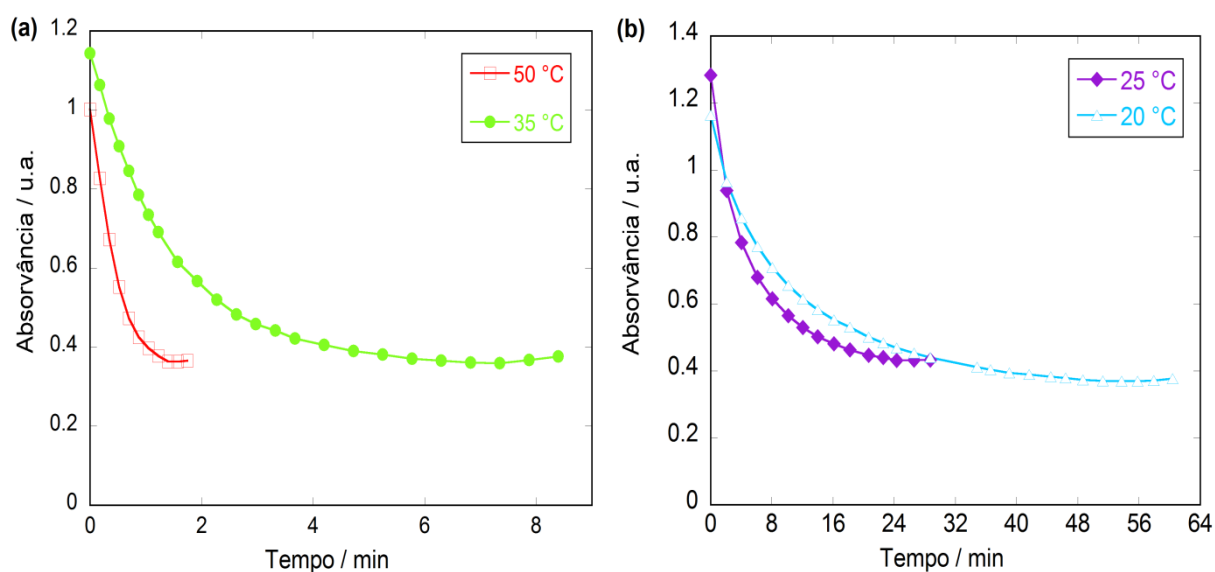 (a)
1.2
1
0.8
0.6
0.4
0.2
0
0 2 4 6 8
Absorvância / u.a.
Tempo / min
50 °C
35 °C
(b)
1.4
1.2
1
0.8
0.6
0.4
0.2
0
0 8 16 24 32 40 48 56 64
Absorvância / u.a.
Tempo / min
25 °C
20 °C